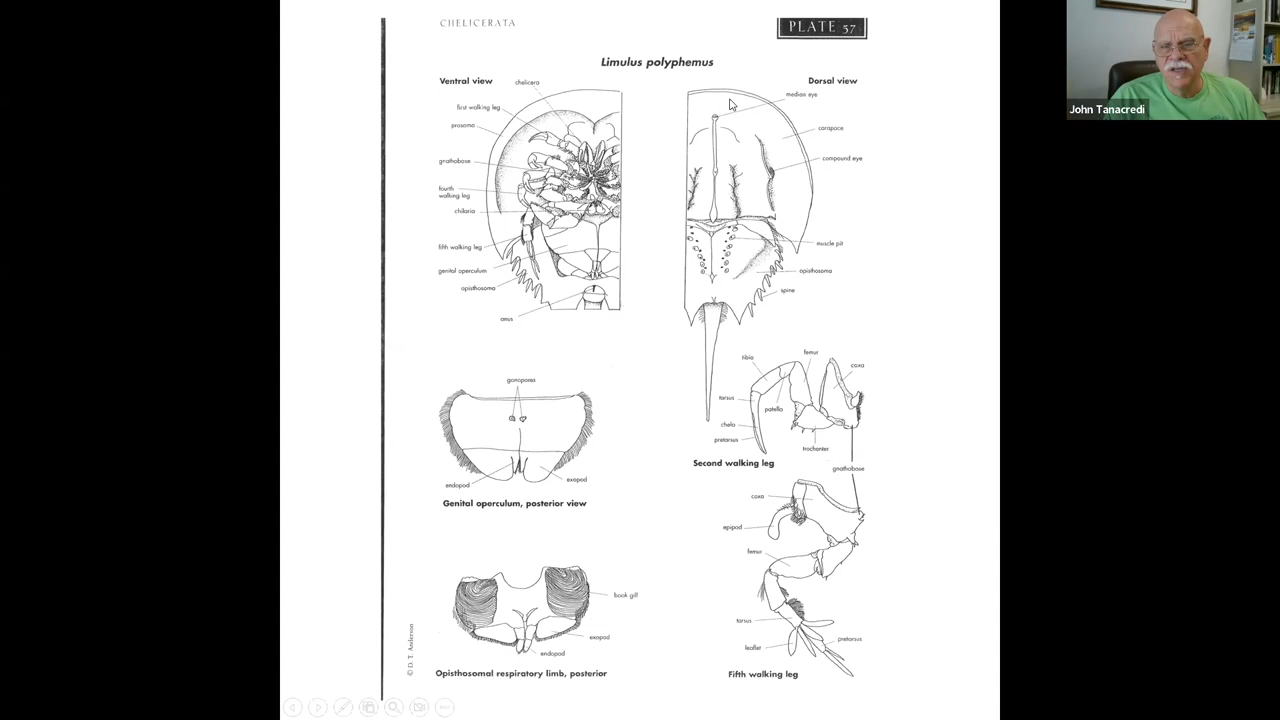 CHELICERATA
PLATE 57
Limulus polyphemus
Ventral view
Dorsal view
chelicera
first walking leg
prosoma
gnathobase
fourth
walking leg
chilaria
fifth walking leg
genital operculum
opisthosoma
anus
median eye
carapace
compound eye
muscle pit
opisthosoma
spine
gonopores
endopod
exopod
Genital operculum, posterior view
tibia
femur
coxa
tarsus
patella
chela
pretarsus
trochanter
Second walking leg
gnathobase
coxa
epipod
femur
tarsus
leaflet
pretarsus
Fifth walking leg
book gill
exopod
endopod
Opisthosomal respiratory limb, posterior
© D. T. Anderson
John Tanacredi